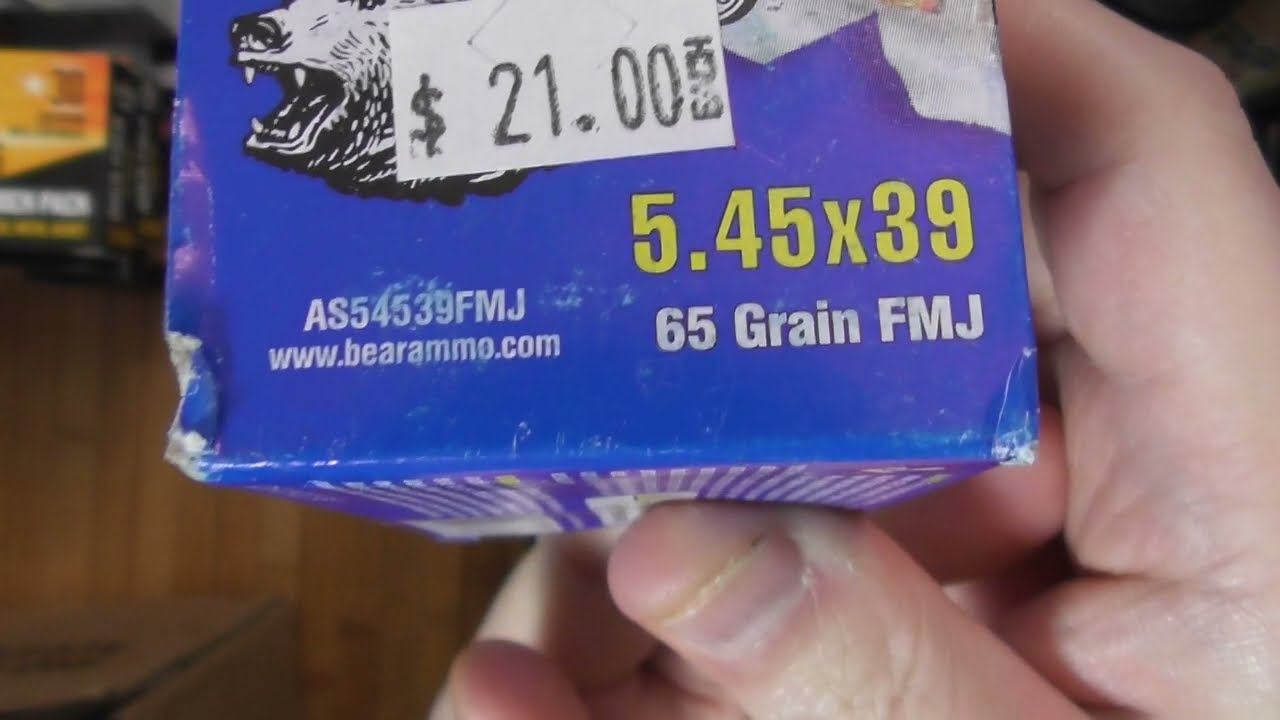 $ 21.00
5.45x39
AS54539FMJ
65 Grain FMJ
www.bearammo.com